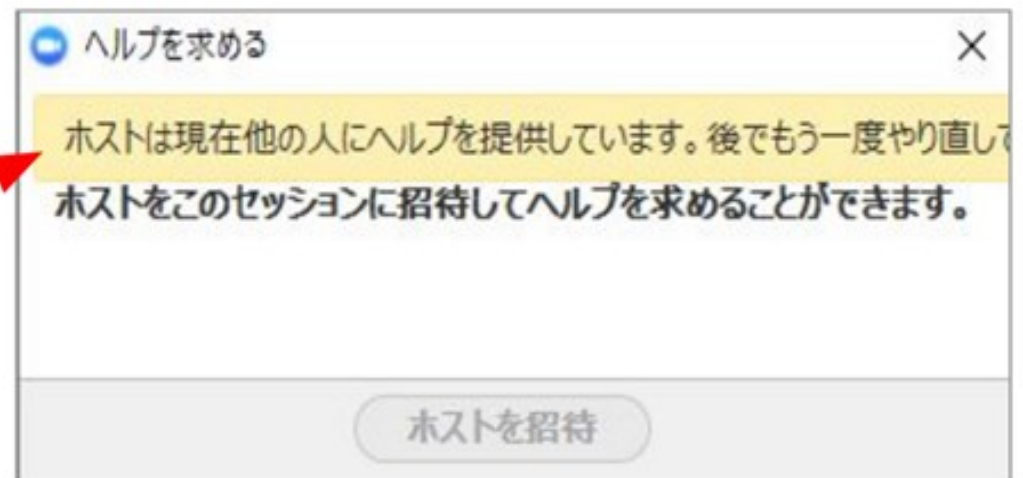 ヘルプを求める
ホストは現在他の人にヘルプを提供しています。後でもう一度やり直して
ホストをこのセッションに招待してヘルプを求めることができます。
ホストを招待